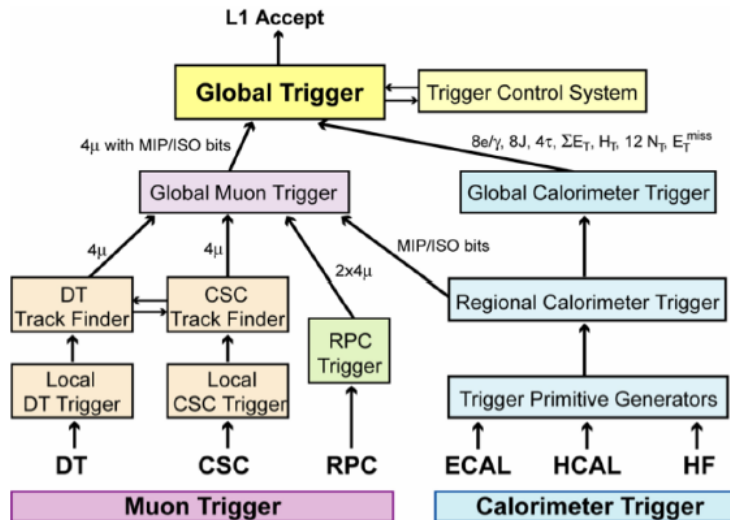 L1 Accept
Global Trigger
Trigger Control System
4μ with MIP/ISO bits
8e/γ, 8J, 4τ, ΣE_T, H_T, 12 N_T, E_T^miss
Global Muon Trigger
Global Calorimeter Trigger
4μ
4μ
2x4μ
MIP/ISO bits
DT
Track Finder
CSC
Track Finder
Regional Calorimeter Trigger
RPC
Trigger
Local
DT Trigger
Local
CSC Trigger
Trigger Primitive Generators
DT
CSC
RPC
ECAL
HCAL
HF
Muon Trigger
Calorimeter Trigger